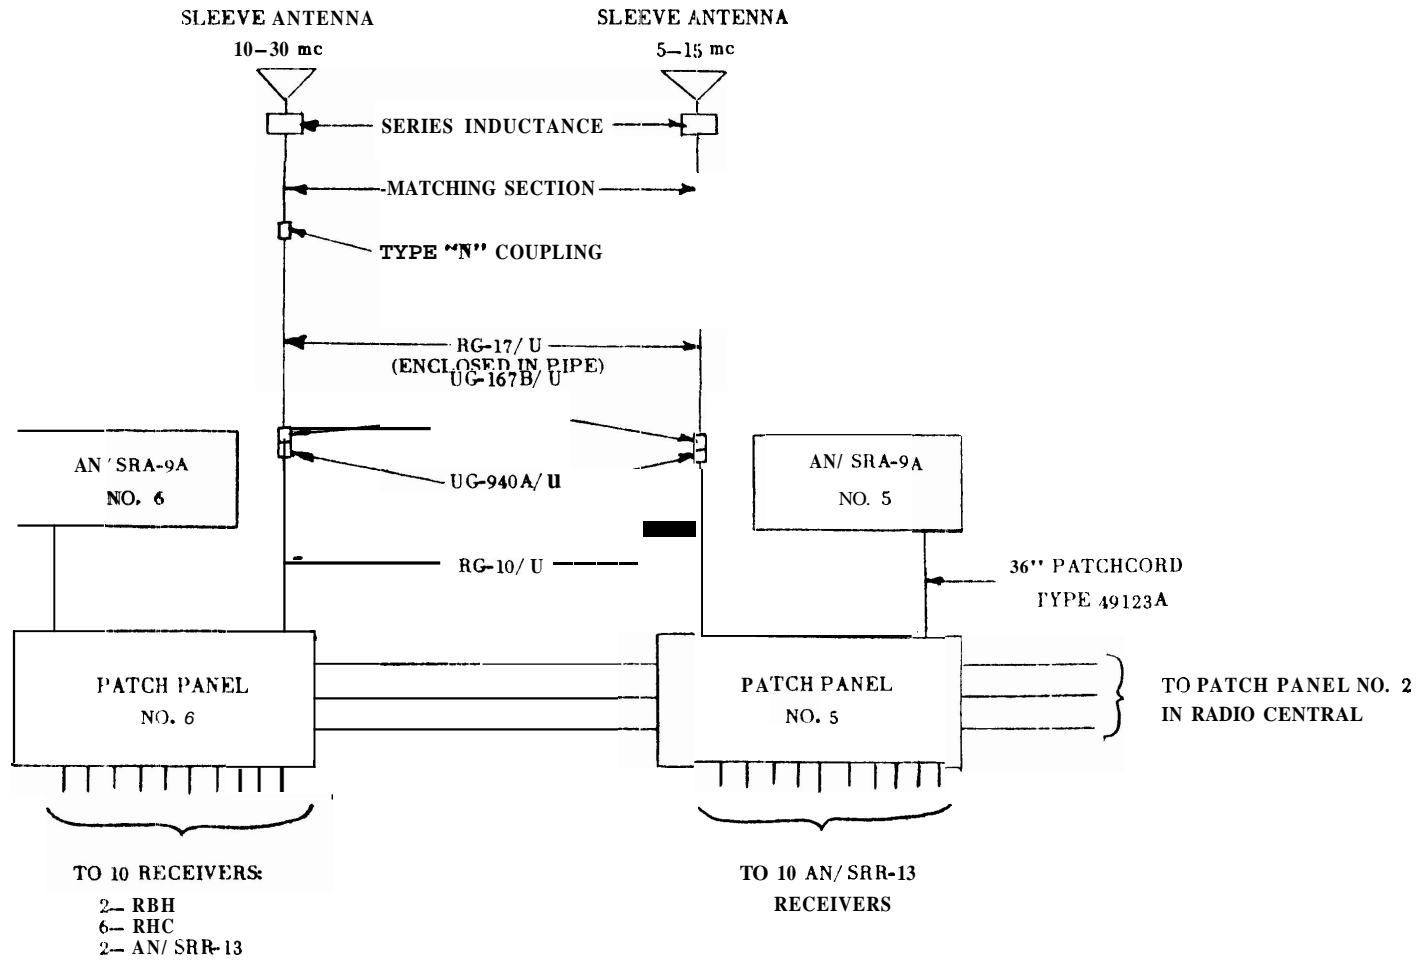 SLEEVE ANTENNA
10-30 mc
SLEEVE ANTENNA
5-15 mc
SERIES INDUCTANCE
MATCHING SECTION
TYPE "N" COUPLING
RG-17/U
(ENCLOSED IN PIPE)
UG-167B/U
AN/SRA-9A
NO. 6
UG-940A/u
AN/SRA-9A
NO. 5
RG-10/U
36" PATCHCORD
TYPE 49123A
PATCH PANEL
NO. 6
PATCH PANEL
NO. 5
TO PATCH PANEL NO. 2
IN RADIO CENTRAL
TO 10 RECEIVERS:
2- RBH
6- RHC
2- AN/SRR-13
TO 10 AN/SRR-13
RECEIVERS